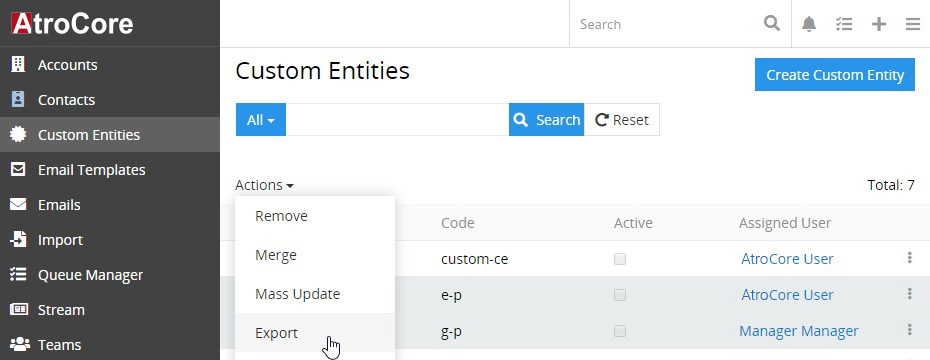 AtroCore
Search
Accounts
Contacts
Custom Entities
Email Templates
Emails
Import
Queue Manager
Stream
Teams
Custom Entities
Create Custom Entity
All
Search
Reset
Actions
Total: 7
Remove
Merge
Mass Update
Export
Code Active Assigned User
custom-ce AtroCore User
e-p AtroCore User
g-p Manager Manager